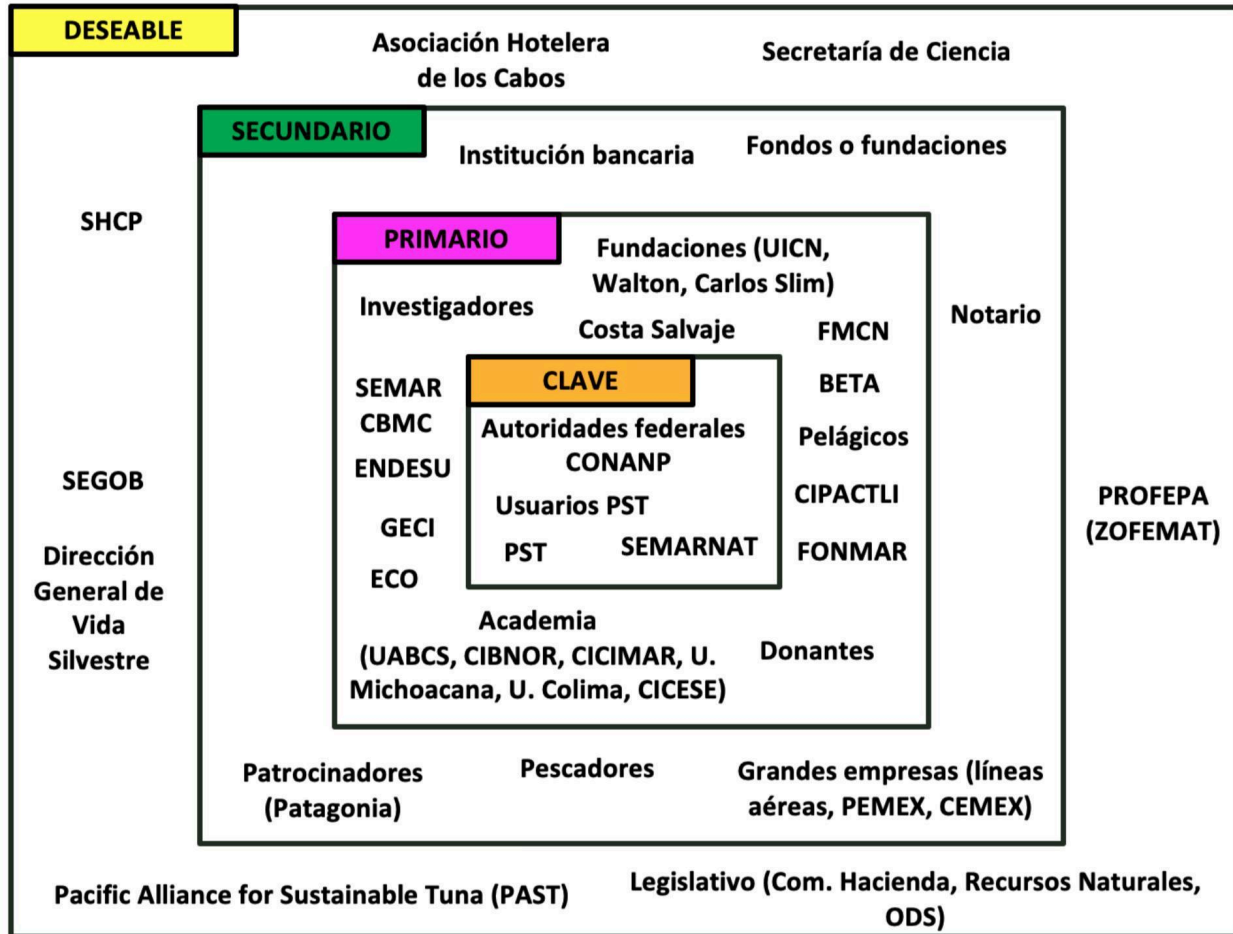 DESEABLE
Asociación Hotelera
de los Cabos
Secretaría de Ciencia
SECUNDARIO
Institución bancaria
Fondos o fundaciones
SHCP
PRIMARIO
Fundaciones (UICN,
Walton, Carlos Slim)
Investigadores
Costa Salvaje
FMCN
Notario
SEMAR
CBMC
ENDESU
GECI
ECO
CLAVE
Autoridades federales
CONANP
Usuarios PST
PST
SEMARNAT
BETA
Pelágicos
CIPACTLI
FONMAR
SEGOB
Dirección
General de
Vida
Silvestre
PROFEPA
(ZOFEMAT)
Academia
(UABCS, CIBNOR, CICIMAR, U.
Michoacana, U. Colima, CICESE)
Donantes
Patrocinadores
(Patagonia)
Pescadores
Grandes empresas (líneas
aéreas, PEMEX, CEMEX)
Pacific Alliance for Sustainable Tuna (PAST)
Legislativo (Com. Hacienda, Recursos Naturales,
ODS)